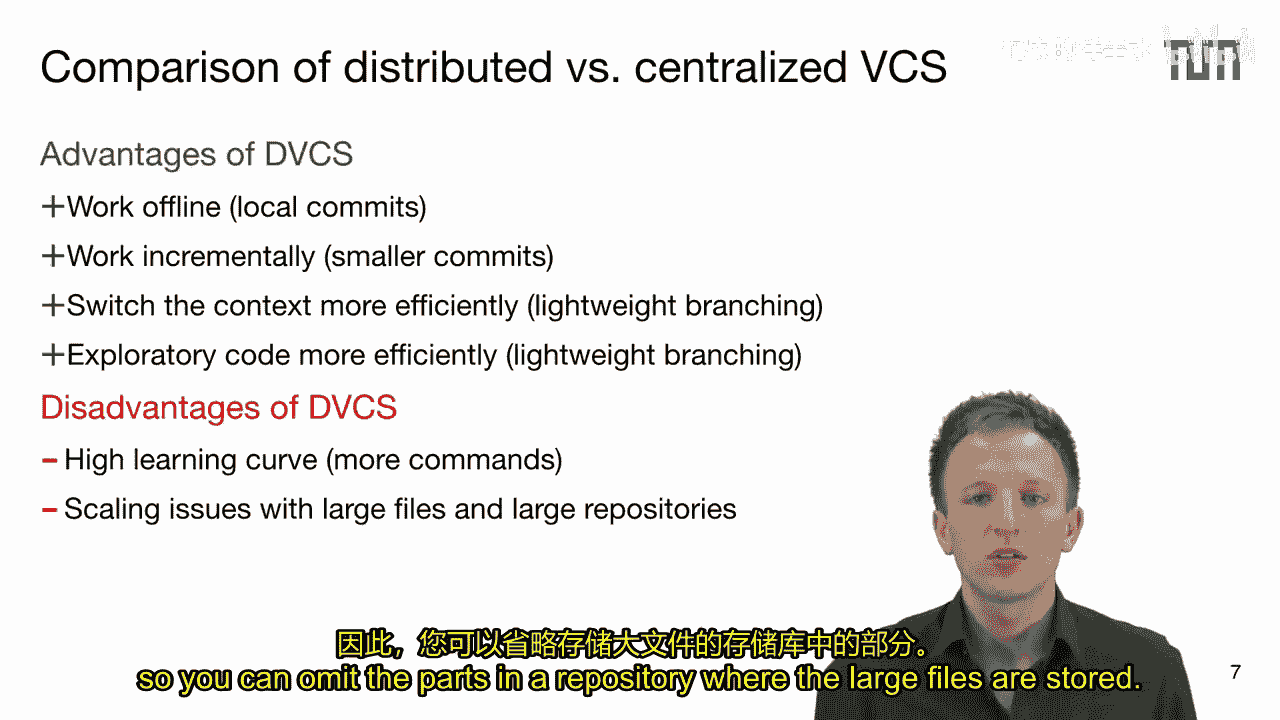 Comparison of distributed vs. centralized VCS
Advantages of DVCS
+Work offline (local commits)
+Work incrementally (smaller commits)
+Switch the context more efficiently (lightweight branching)
+Exploratory code more efficiently (lightweight branching)
Disadvantages of DVCS
- High learning curve (more commands)
- Scaling issues with large files and large repositories
因此，您可以省略存储大文件的存储库中的部分。
so you can omit the parts in a repository where the large files are stored.
7